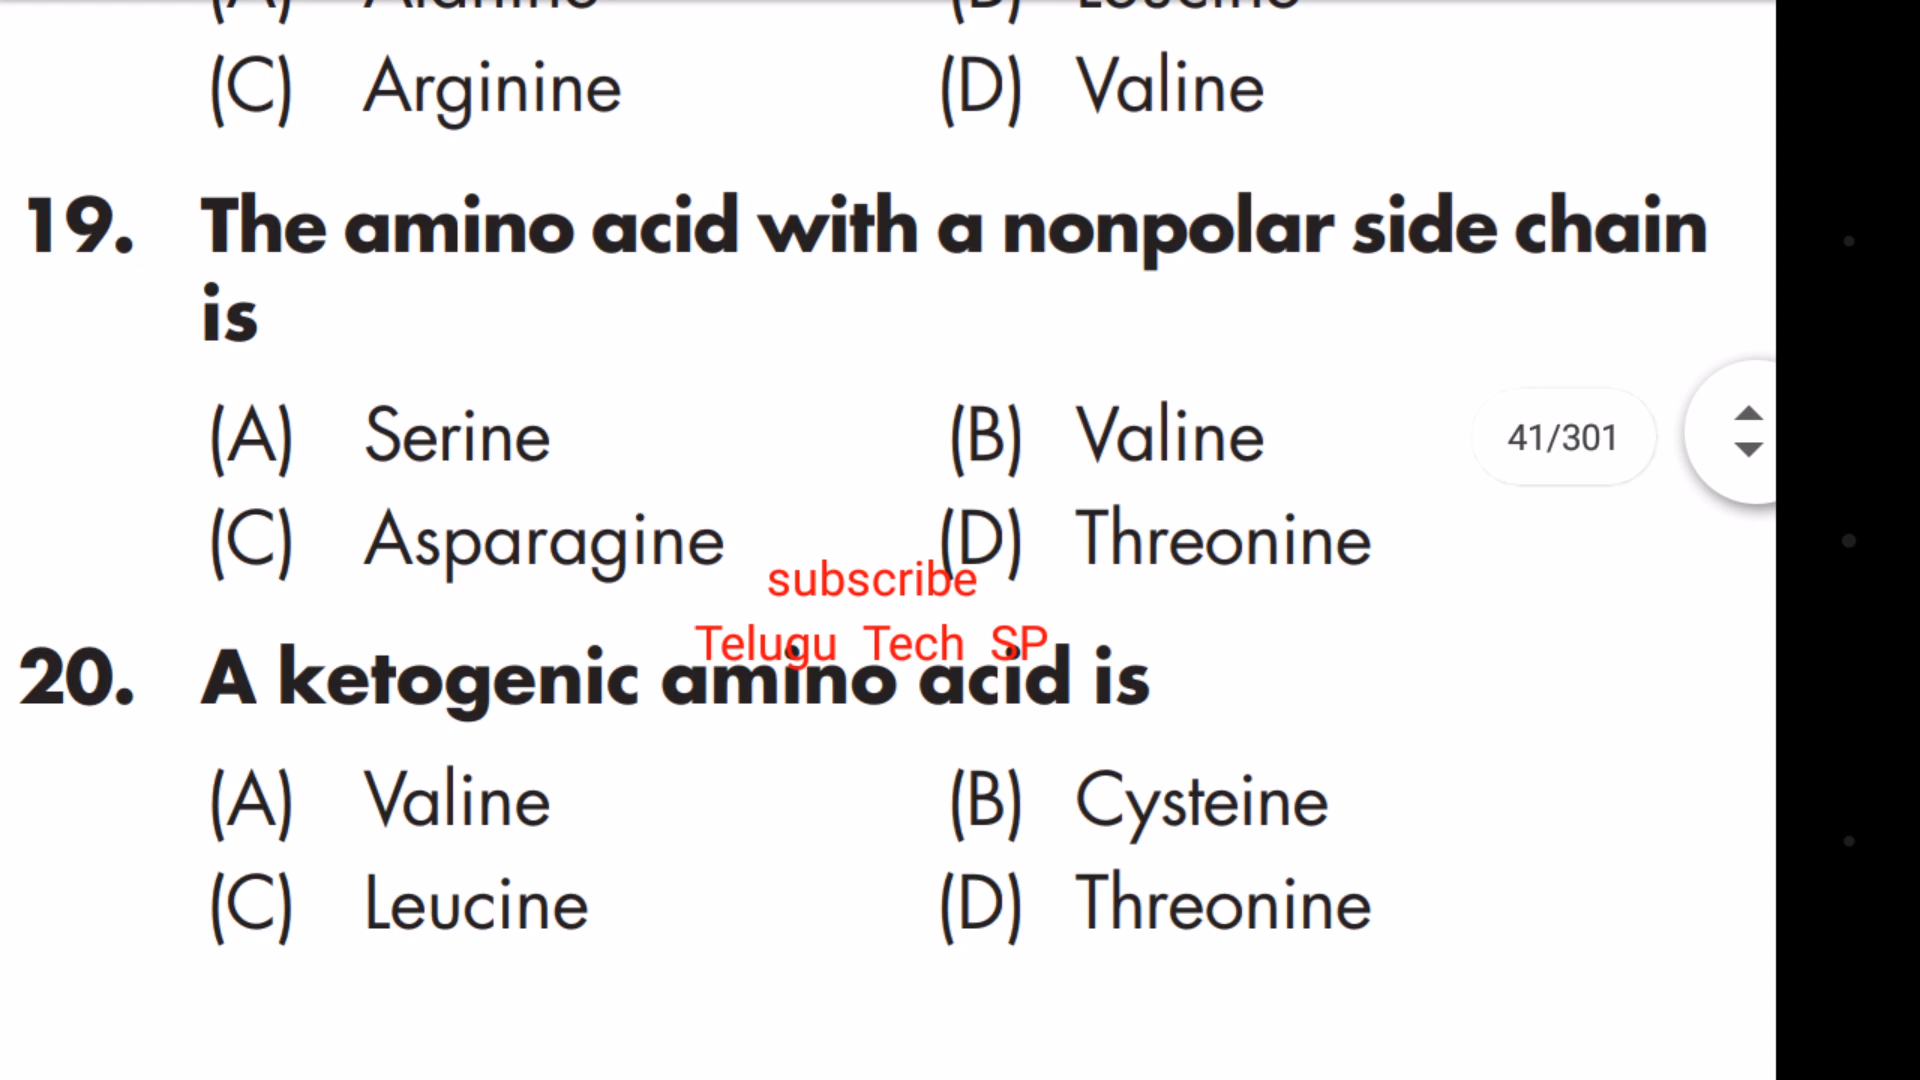 (C) Arginine (D) Valine
19. The amino acid with a nonpolar side chain
is
(A) Serine (B) Valine
41/301
(C) Asparagine (D) Threonine
subscribe
Telugu Tech SP
20. A ketogenic amino acid is
(A) Valine (B) Cysteine
(C) Leucine (D) Threonine